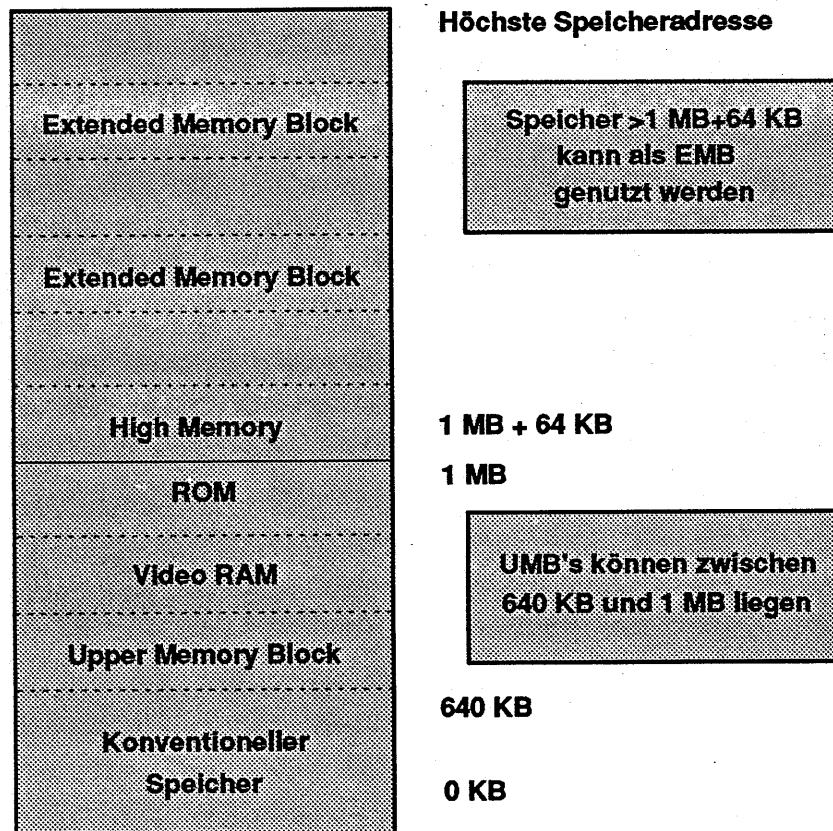 Höchste Speicheradresse
Extended Memory Block
Speicher >1 MB+64 KB
kann als EMB
genutzt werden
Extended Memory Block
High Memory
1 MB + 64 KB
1 MB
ROM
Video RAM
UMB's können zwischen
640 KB und 1 MB liegen
Upper Memory Block
640 KB
Konventioneller
Speicher
0 KB